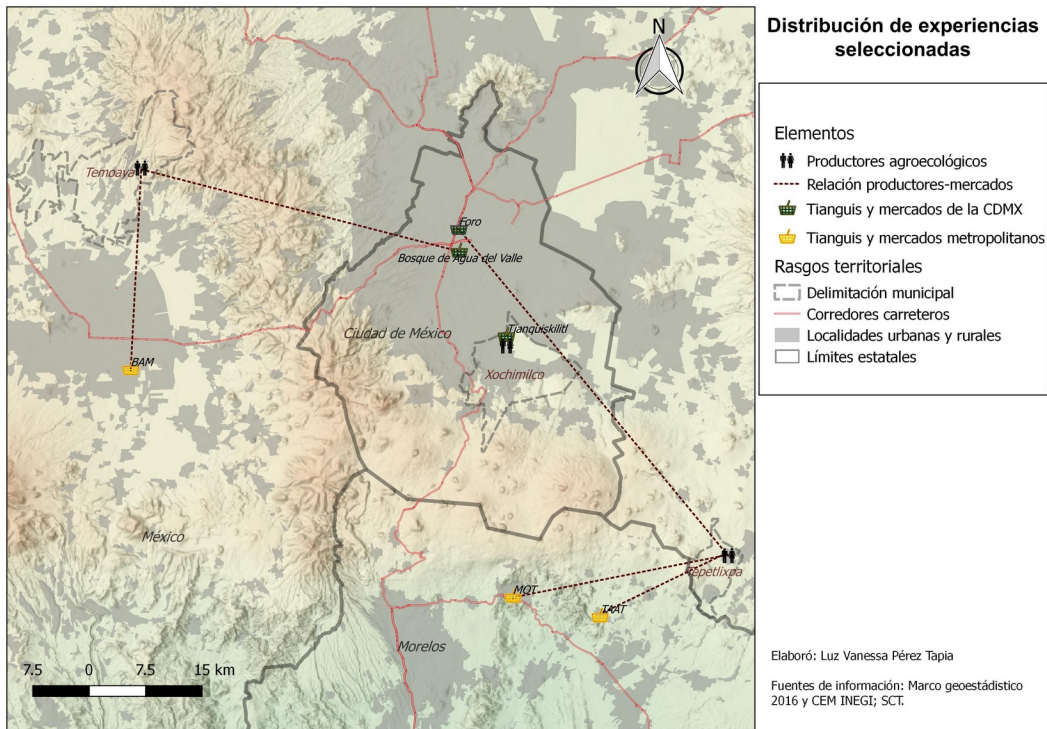 Distribución de experiencias
seleccionadas
N
Elementos
Productores agroecológicos
Relación productores-mercados
Tianguis y mercados de la CDMX
Tianguis y mercados metropolitanos
Rasgos territoriales
Delimitación municipal
Corredores carreteros
Localidades urbanas y rurales
Límites estatales
Temoaya
Foro
Bosque de Agua del Valle
Ciudad de México
Tianquiskilitl
BAM
Xochimilco
México
Tepetlixpa
MQT
TAAT
Morelos
7.5 0 7.5 15 km
Elaboró: Luz Vanessa Pérez Tapia
Fuentes de información: Marco geoestádistico
2016 y CEM INEGI; SCT.